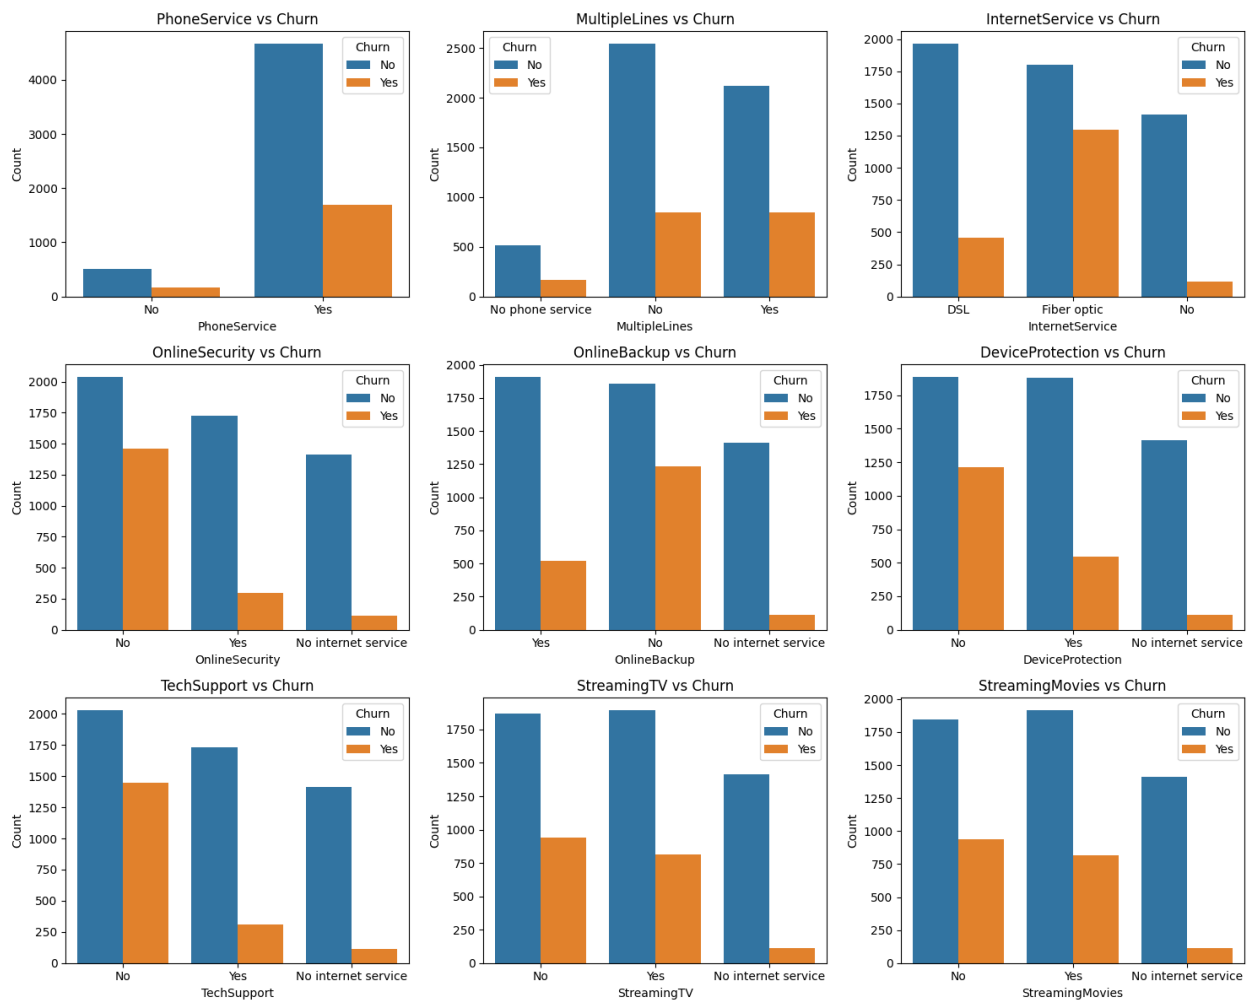 PhoneService vs Churn
Count
4000
3000
2000
1000
0
Churn
No
Yes
No Yes
PhoneService
MultipleLines vs Churn
Count
2500
2000
1500
1000
500
0
Churn
No
Yes
No phone service No Yes
MultipleLines
InternetService vs Churn
Count
2000
1750
1500
1250
1000
750
500
250
0
Churn
No
Yes
DSL Fiber optic No
InternetService
OnlineSecurity vs Churn
Count
2000
1750
1500
1250
1000
750
500
250
0
Churn
No
Yes
No Yes No internet service
OnlineSecurity
OnlineBackup vs Churn
Count
2000
1750
1500
1250
1000
750
500
250
0
Churn
No
Yes
Yes No No internet service
OnlineBackup
DeviceProtection vs Churn
Count
1750
1500
1250
1000
750
500
250
0
Churn
No
Yes
No Yes No internet service
DeviceProtection
TechSupport vs Churn
Count
2000
1750
1500
1250
1000
750
500
250
0
Churn
No
Yes
No Yes No internet service
TechSupport
StreamingTV vs Churn
Count
1750
1500
1250
1000
750
500
250
0
Churn
No
Yes
No Yes No internet service
StreamingTV
StreamingMovies vs Churn
Count
2000
1750
1500
1250
1000
750
500
250
0
Churn
No
Yes
No Yes No internet service
StreamingMovies